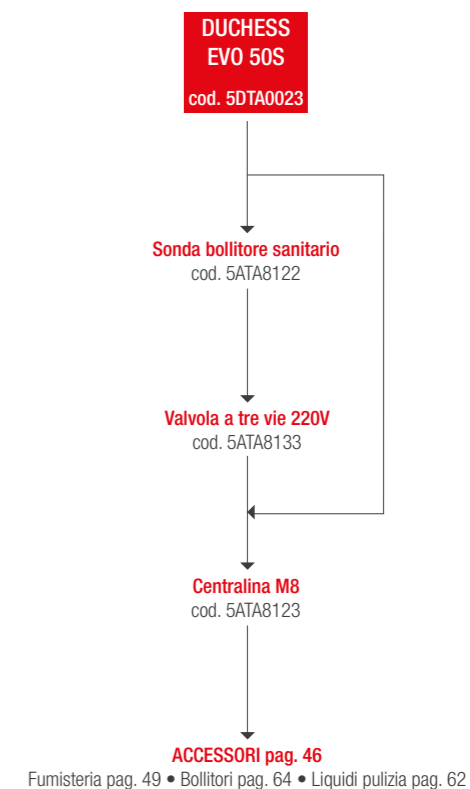 DUCHESS
EVO 50S
cod. 5DTA0023
Sonda bollitore sanitario
cod. 5ATA8122
Valvola a tre vie 220V
cod. 5ATA8133
Centralina M8
cod. 5ATA8123
ACCESSORI pag. 46
Fumisteria pag. 49 • Bollitori pag. 64 • Liquidi pulizia pag. 62